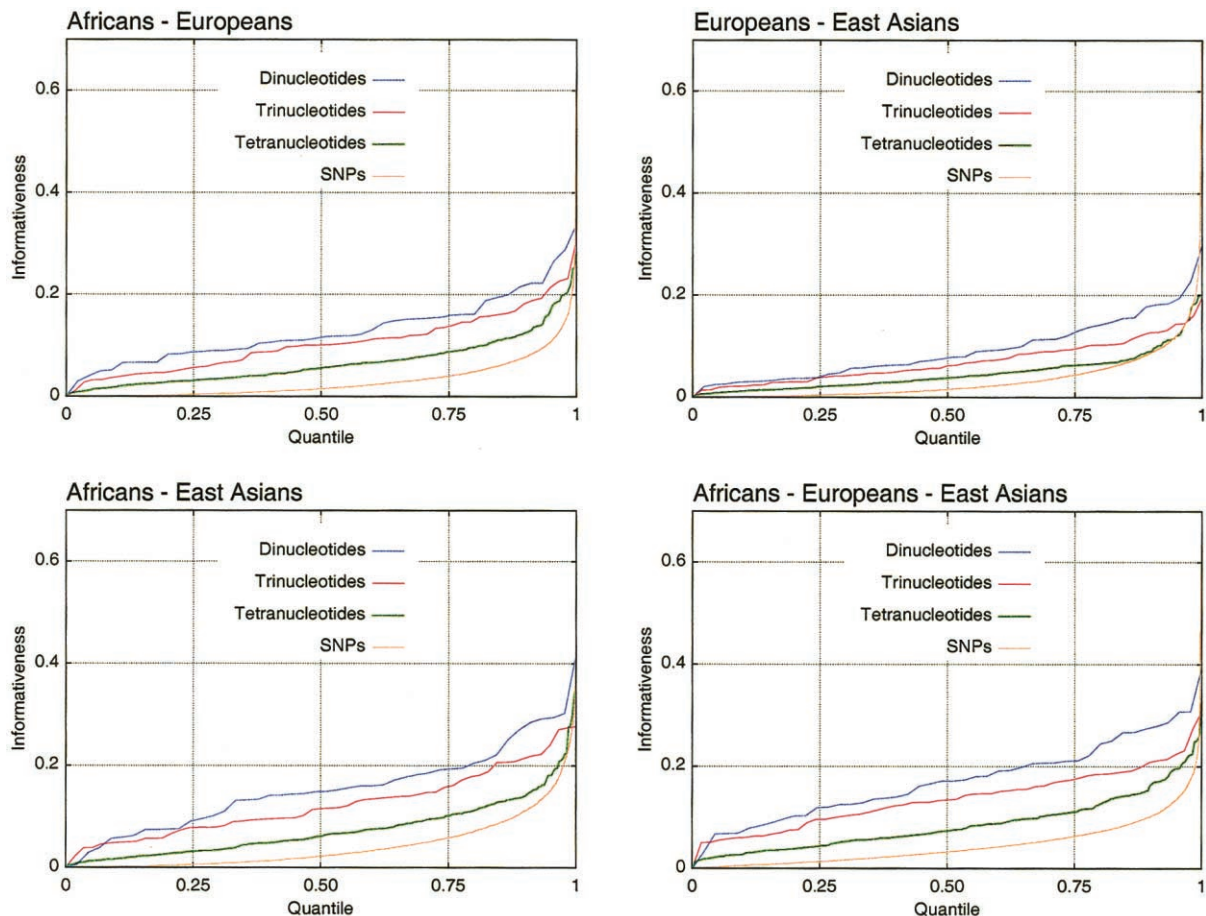 Africans - Europeans
Dinucleotides
Trinucleotides
Tetranucleotides
SNPs
Informativeness
0.6
0.4
0.2
0
0 0.25 0.50 0.75 1
Quantile
Europeans - East Asians
Dinucleotides
Trinucleotides
Tetranucleotides
SNPs
Informativeness
0.6
0.4
0.2
0
0 0.25 0.50 0.75 1
Quantile
Africans - East Asians
Dinucleotides
Trinucleotides
Tetranucleotides
SNPs
Informativeness
0.6
0.4
0.2
0
0 0.25 0.50 0.75 1
Quantile
Africans - Europeans - East Asians
Dinucleotides
Trinucleotides
Tetranucleotides
SNPs
Informativeness
0.6
0.4
0.2
0
0 0.25 0.50 0.75 1
Quantile